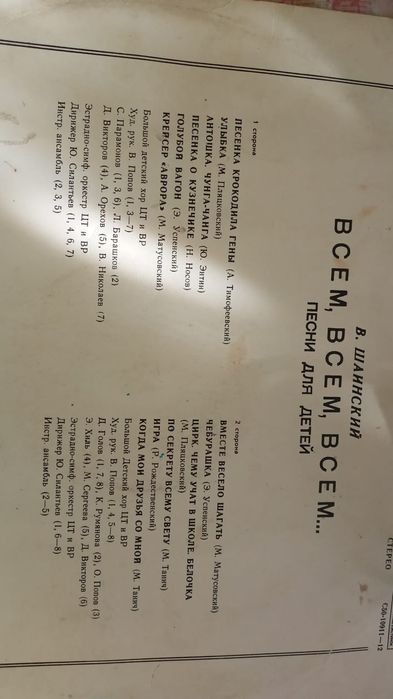 СТЕРЕО
С50-10911—12
В. ШАИНСКИЙ
ВСЕМ, ВСЕМ, ВСЕМ...
ПЕСНИ ДЛЯ ДЕТЕЙ
1 сторона
ПЕСЕНКА КРОКОДИЛА ГЕНЫ (А. Тимофеевский)
УЛЫБКА (М. Пляцковский)
АНТОШКА. ЧУНГА-ЧАНГА (Ю. Энтин)
ПЕСЕНКА О КУЗНЕЧИКЕ (Н. Носов)
ГОЛУБОЙ ВАГОН (Э. Успенский)
КРЕЙСЕР «АВРОРА» (М. Матусовский)
Большой детский хор ЦТ и ВР
Худ. рук. В. Попов (1, 3—7)
С. Парамонов (1, 3, 6), Л. Барашков (2)
Д. Викторов (4), А. Орехов (5), В. Николаев (7)
Эстрадно-симф. оркестр ЦТ и ВР
Дирижер Ю. Силантьев (1, 4, 6, 7)
Инстр. ансамбль (2, 3, 5)
2 сторона
ВМЕСТЕ ВЕСЕЛО ШАГАТЬ (М. Матусовский)
ЧЕБУРАШКА (Э. Успенский)
ЦИРК. ЧЕМУ УЧАТ В ШКОЛЕ. БЕЛОЧКА
(М. Пляцковский)
ПО СЕКРЕТУ ВСЕМУ СВЕТУ (М. Танич)
ИГРА (Р. Рождественский)
КОГДА МОИ ДРУЗЬЯ СО МНОЙ (М. Танич)
Большой Детский хор ЦТ и ВР
Худ. рук. В. Попов (1, 4, 5—8)
Д. Голов (1, 7, 8), К. Румянова (2), О. Попов (3)
Э. Хиль (4), М. Сергеева (5), Д. Викторов (6)
Эстрадно-симф. оркестр ЦТ и ВР
Дирижер Ю. Силантьев (1, 6—8)
Инстр. ансамбль (2—5)